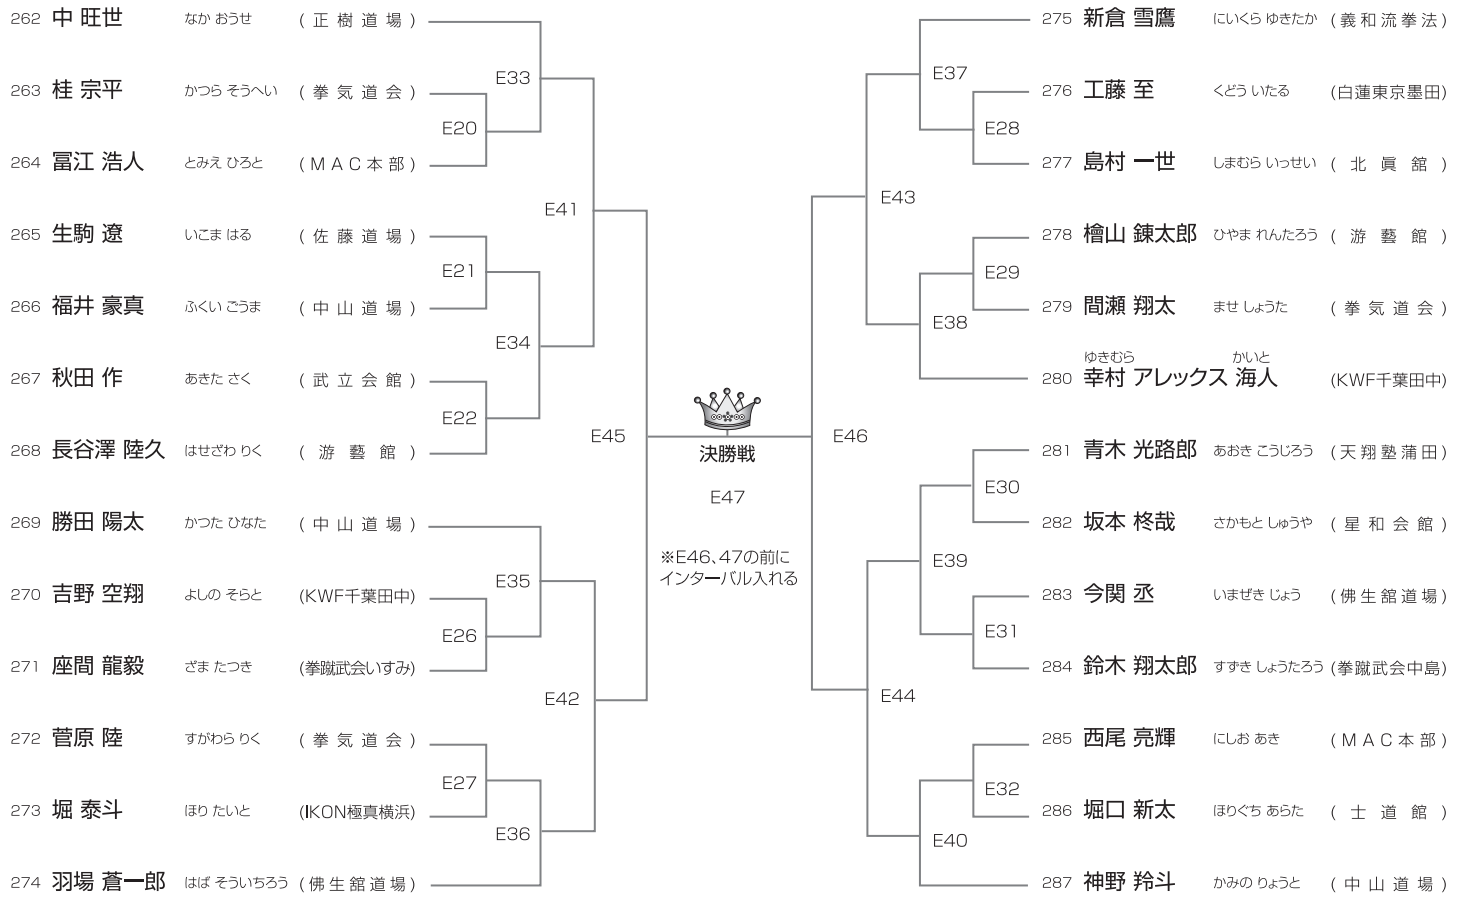 262 中 旺世 なか おうせ (正樹道場)
E33
263 桂 宗平 かつら そうへい (拳気道会)
E20
264 冨江 浩人 とみえ ひろと (MAC本部)
E41
265 生駒 遼 いこま はる (佐藤道場)
E21
266 福井 豪真 ふくい ごうま (中山道場)
E34
267 秋田 作 あきた さく (武立会館)
E22
268 長谷澤 陸久 はせざわ りく (游藝館)
E45
269 勝田 陽太 かつた ひなた (中山道場)
E35
270 吉野 空翔 よしの そらと (KWF千葉田中)
E26
271 座間 龍毅 ざま たつき (拳蹴武会いすみ)
E42
272 菅原 陸 すがわら りく (拳気道会)
E27
273 堀 泰斗 ほり たいと (IKON極真横浜)
E36
274 羽場 蒼一郎 はば そういちろう (佛生舘道場)
決勝戦
E47
※E46、47の前に
インターバル入れる
275 新倉 雪鷹 にいくら ゆきたか (義和流拳法)
E37
276 工藤 至 くどう いたる (白蓮東京墨田)
E28
277 島村 一世 しまむら いっせい (北眞舘)
E43
278 檜山 錬太郎 ひやま れんたろう (游藝館)
E29
279 間瀬 翔太 ませ しょうた (拳気道会)
E38
ゆきむら かいと
280 幸村 アレックス 海人 (KWF千葉田中)
E46
281 青木 光路郎 あおき こうじろう (天翔塾蒲田)
E30
282 坂本 柊哉 さかもと しゅうや (星和会館)
E39
283 今関 丞 いまぜき じょう (佛生舘道場)
E31
284 鈴木 翔太郎 すずき しょうたろう (拳蹴武会中島)
E44
285 西尾 亮輝 にしお あき (MAC本部)
E32
286 堀口 新太 ほりぐち あらた (士道館)
E40
287 神野 羚斗 かみの りょうと (中山道場)